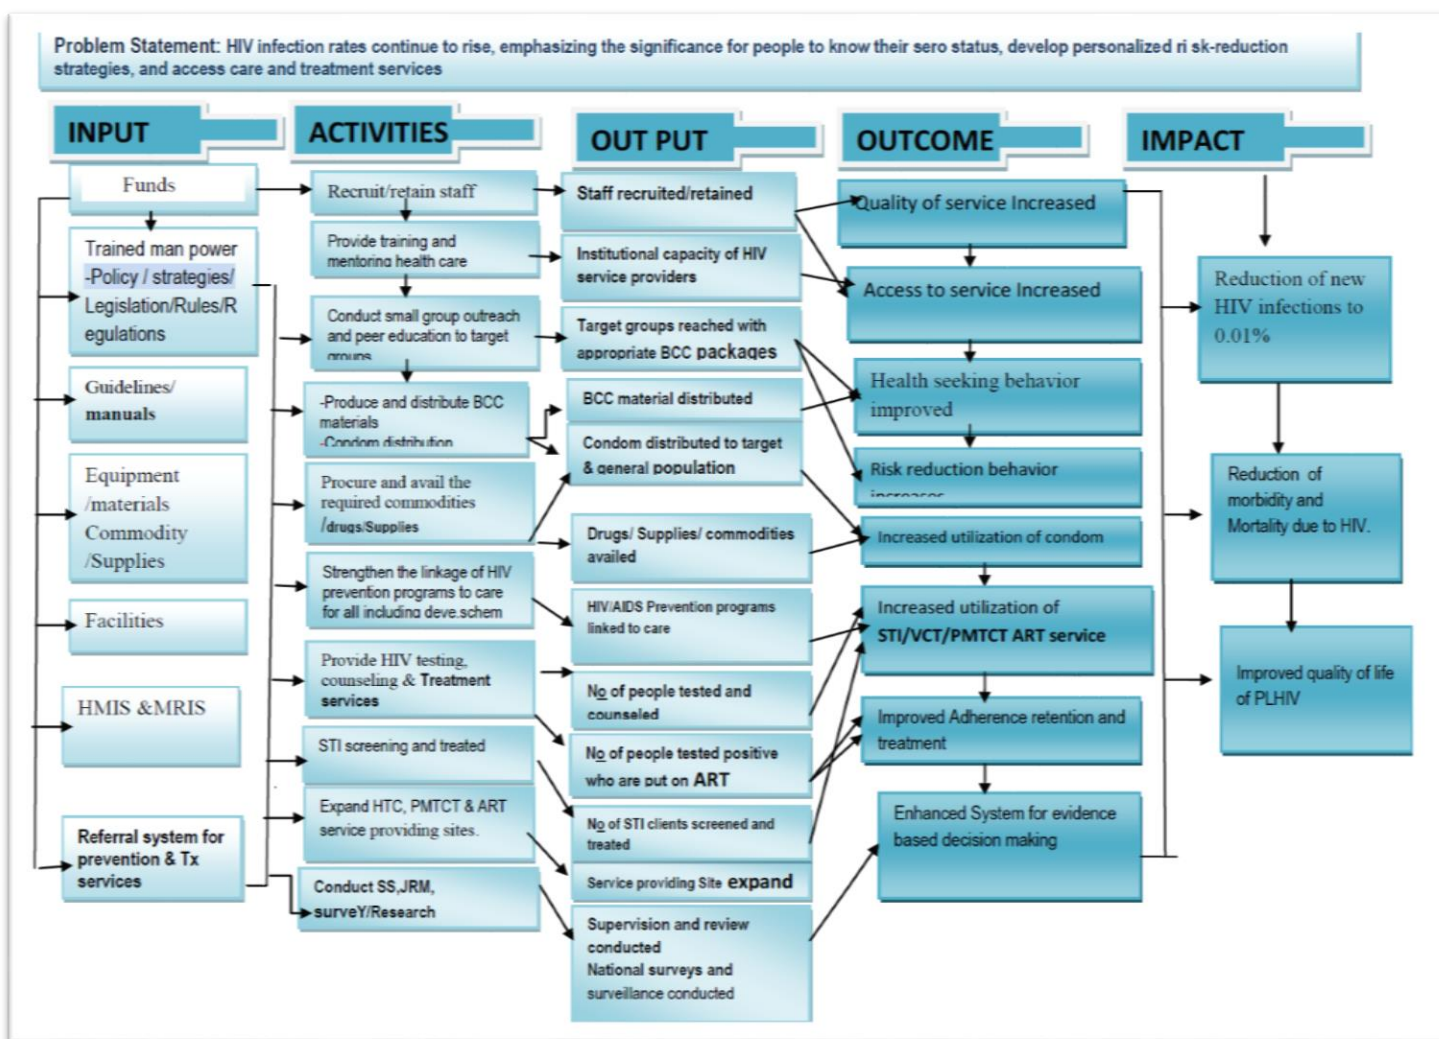 Problem Statement: HIV infection rates continue to rise, emphasizing the significance for people to know their sero status, develop personalized ri sk-reduction
strategies, and access care and treatment services
INPUT
ACTIVITIES
OUT PUT
OUTCOME
IMPACT
Funds
Trained man power
-Policy / strategies/
Legislation/Rules/R
egulations
Guidelines/
manuals
Equipment
/materials
Commodity
/Supplies
Facilities
HMIS &MRIS
Referral system for
prevention & Tx
services
Recruit/retain staff
Provide training and
mentoring health care
Conduct small group outreach
and peer education to target
groups
-Produce and distribute BCC
materials
-Condom distribution
Procure and avail the
required commodities
/drugs/Supplies
Strengthen the linkage of HIV
prevention programs to care
for all including deve.schem
Provide HIV testing,
counseling & Treatment
services
STI screening and treated
Expand HTC, PMTCT & ART
service providing sites.
Conduct SS,JRM,
surveY/Research
Staff recruited/retained
Institutional capacity of HIV
service providers
Target groups reached with
appropriate BCC packages
BCC material distributed
Condom distributed to target
& general population
Drugs/ Supplies/ commodities
availed
HIV/AIDS Prevention programs
linked to care
No of people tested and
counseled
No of people tested positive
who are put on ART
No of STI clients screened and
treated
Service providing Site expand
Supervision and review
conducted
National surveys and
surveillance conducted
Quality of service Increased
Access to service Increased
Health seeking behavior
improved
Risk reduction behavior
increases
Increased utilization of condom
Increased utilization of
STI/VCT/PMTCT ART service
Improved Adherence retention and
treatment
Enhanced System for evidence
based decision making
Reduction of new
HIV infections to
0.01%
Reduction of
morbidity and
Mortality due to HIV.
Improved quality of life
of PLHIV